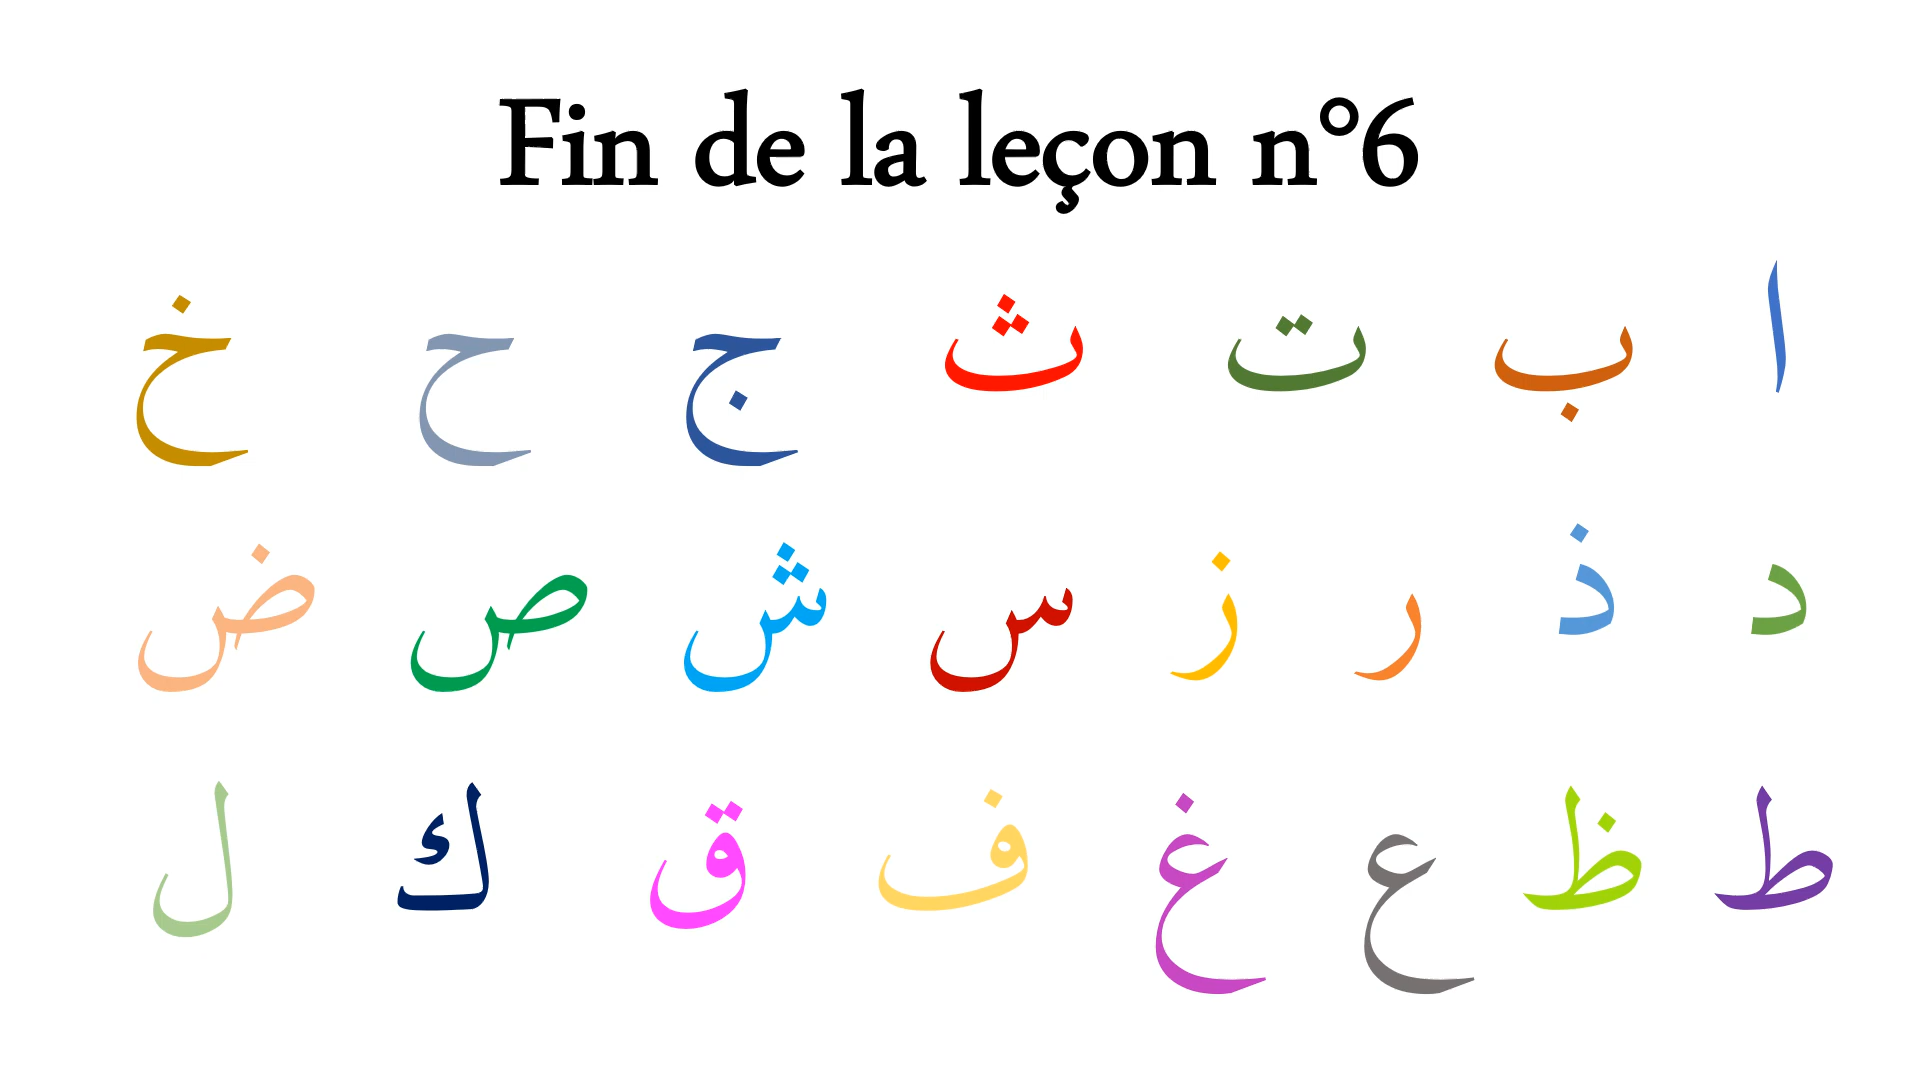 Fin de la leçon n°6
ا ب ت ث ج ح خ
د ذ ر ز س ش ص ض
ط ظ ع غ ف ق ك ل